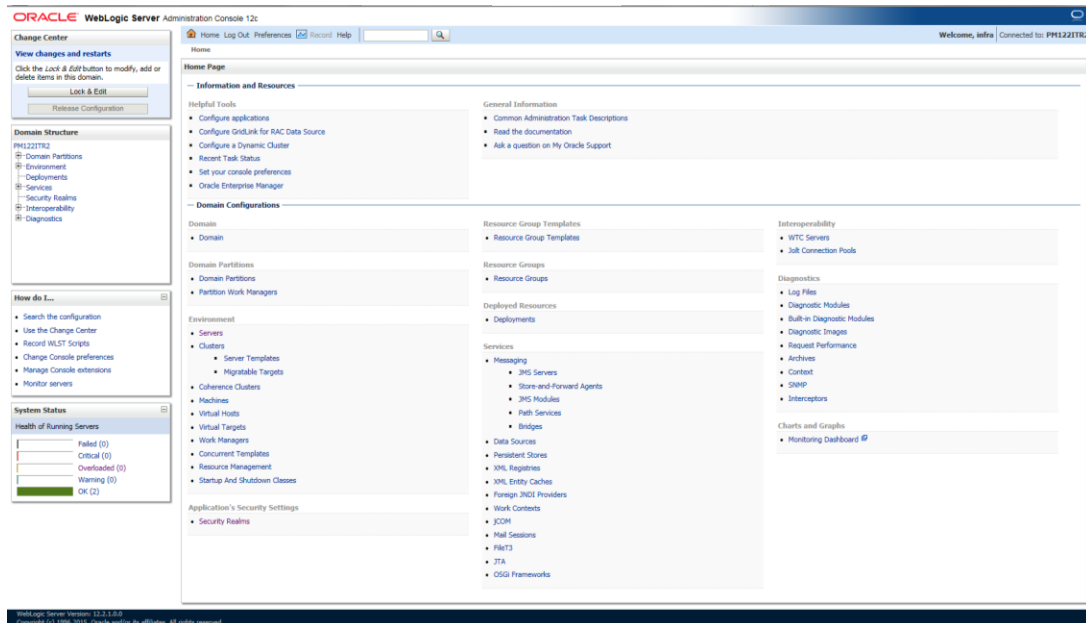 ORACLE WebLogic Server Administration Console 12c
Change Center
View changes and restarts
Click the Lock & Edit button to modify, add or
delete items in this domain.
Lock & Edit
Release Configuration
Domain Structure
PM122ITR2
Domain Partitions
Environment
Deployments
Services
Security Realms
Interoperability
Diagnostics
How do I...
Search the configuration
Use the Change Center
Record WLST Scripts
Change Console preferences
Manage Console extensions
Monitor servers
System Status
Health of Running Servers
Failed (0)
Critical (0)
Overloaded (0)
Warning (0)
OK (2)
Home Log Out Preferences Record Help
Welcome, infra Connected to: PM122ITR2
Home
Home Page
Information and Resources
Helpful Tools
Configure applications
Configure GridLink for RAC Data Source
Configure a Dynamic Cluster
Recent Task Status
Set your console preferences
Oracle Enterprise Manager
General Information
Common Administration Task Descriptions
Read the documentation
Ask a question on My Oracle Support
Domain Configurations
Domain
Domain
Domain Partitions
Domain Partitions
Partition Work Managers
Environment
Servers
Clusters
Server Templates
Migratable Targets
Coherence Clusters
Machines
Virtual Hosts
Virtual Targets
Work Managers
Concurrent Templates
Resource Management
Startup And Shutdown Classes
Application's Security Settings
Security Realms
Resource Group Templates
Resource Group Templates
Resource Groups
Resource Groups
Deployed Resources
Deployments
Services
Messaging
JMS Servers
Store-and-Forward Agents
JMS Modules
Path Services
Bridges
Data Sources
Persistent Stores
XML Registries
XML Entity Caches
Foreign JNDI Providers
Work Contexts
jCOM
Mail Sessions
FileT3
JTA
OSGi Frameworks
Interoperability
WTC Servers
Jolt Connection Pools
Diagnostics
Log Files
Diagnostic Modules
Built-in Diagnostic Modules
Diagnostic Images
Request Performance
Archives
Context
SNMP
Interceptors
Charts and Graphs
Monitoring Dashboard
WebLogic Server Version: 12.2.1.0.0
Copyright (c) 1996,2015, Oracle and/or its affiliates. All rights reserved.